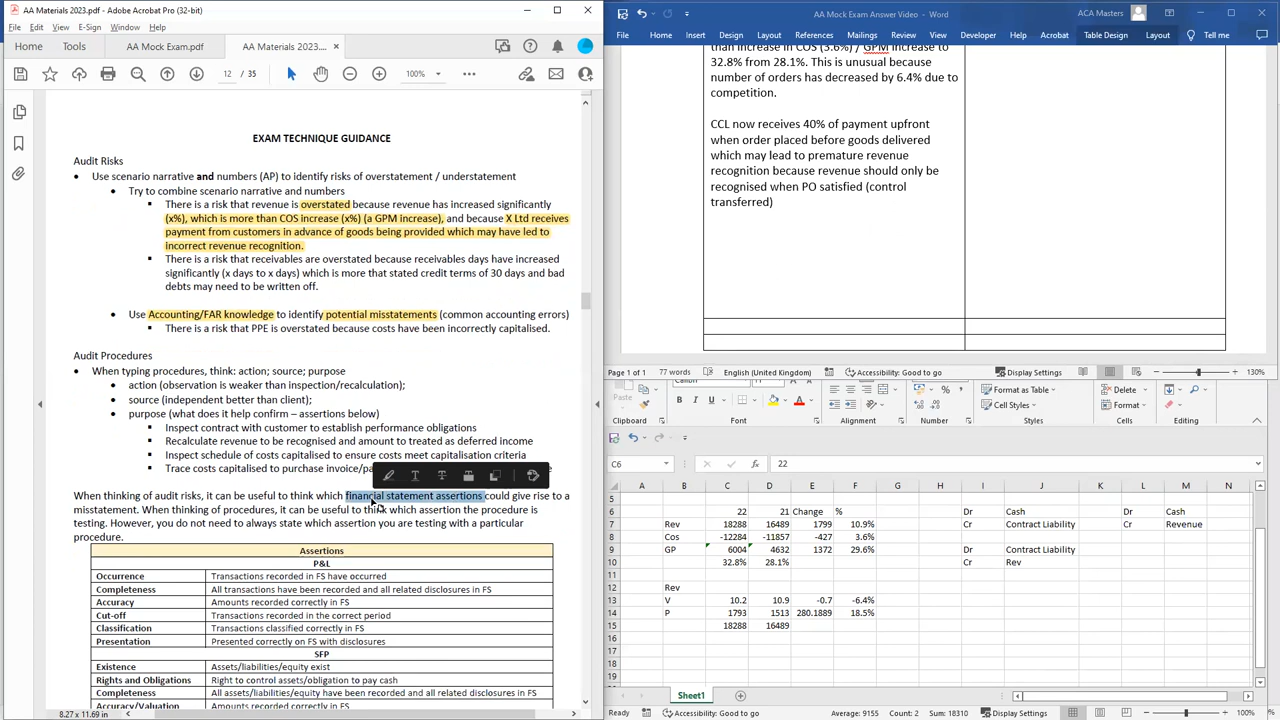 AA Materials 2023.pdf - Adobe Acrobat Pro (32-bit)
File Edit View E-Sign Window Help
Home Tools AA Mock Exam.pdf AA Materials 2023.... ×
12 / 35 100%
EXAM TECHNIQUE GUIDANCE
Audit Risks
• Use scenario narrative and numbers (AP) to identify risks of overstatement / understatement
• Try to combine scenario narrative and numbers
▪ There is a risk that revenue is overstated because revenue has increased significantly
(x%), which is more than COS increase (x%) (a GPM increase), and because X Ltd receives
payment from customers in advance of goods being provided which may have led to
incorrect revenue recognition.
▪ There is a risk that receivables are overstated because receivables days have increased
significantly (x days to x days) which is more that stated credit terms of 30 days and bad
debts may need to be written off.
• Use Accounting/FAR knowledge to identify potential misstatements (common accounting errors)
▪ There is a risk that PPE is overstated because costs have been incorrectly capitalised.
Audit Procedures
• When typing procedures, think: action; source; purpose
• action (observation is weaker than inspection/recalculation);
• source (independent better than client);
• purpose (what does it help confirm – assertions below)
▪ Inspect contract with customer to establish performance obligations
▪ Recalculate revenue to be recognised and amount to treated as deferred income
▪ Inspect schedule of costs capitalised to ensure costs meet capitalisation criteria
▪ Trace costs capitalised to purchase invoice/pa
When thinking of audit risks, it can be useful to think which financial statement assertions could give rise to a
misstatement. When thinking of procedures, it can be useful to think which assertion the procedure is
testing. However, you do not need to always state which assertion you are testing with a particular
procedure.
Assertions
P&L
Occurrence Transactions recorded in FS have occurred
Completeness All transactions have been recorded and all related disclosures in FS
Accuracy Amounts recorded correctly in FS
Cut-off Transactions recorded in the correct period
Classification Transactions classified correctly in FS
Presentation Presented correctly on FS with disclosures
SFP
Existence Assets/liabilities/equity exist
Rights and Obligations Right to control assets/obligation to pay cash
Completeness All assets/liabilities/equity have been recorded and all related disclosures in FS
Accuracy/Valuation Amounts recorded correctly in FS
8.27 x 11.69 in
AA Mock Exam Answer Video - Word ACA Masters
File Home Insert Design Layout References Mailings Review View Developer Help Acrobat Table Design Layout Tell me
than increase in COS (3.6%) / GPM increase to
32.8% from 28.1%. This is unusual because
number of orders has decreased by 6.4% due to
competition.
CCL now receives 40% of payment upfront
when order placed before goods delivered
which may lead to premature revenue
recognition because revenue should only be
recognised when PO satisfied (control
transferred)
Page 1 of 1 77 words English (United Kingdom) Accessibility: Good to go Display Settings 130%
Paste Calibri 11 Format as Table Delete
B I U Cell Styles Format
Clipboard Font Alignment Number Styles Cells Editing
C6 fx 22
A B C D E F G H I J K L M N
5
6 22 21 Change % Dr Cash Dr Cash
7 Rev 18288 16489 1799 10.9% Cr Contract Liability Cr Revenue
8 Cos -12284 -11857 -427 3.6%
9 GP 6004 4632 1372 29.6% Dr Contract Liability
10 32.8% 28.1% Cr Rev
11
12 Rev
13 V 10.2 10.9 -0.7 -6.4%
14 P 1793 1513 280.1889 18.5%
15 18288 16489
16
17
18
Sheet1
Ready Accessibility: Good to go Average: 9155 Count: 2 Sum: 18310 Display Settings 100%